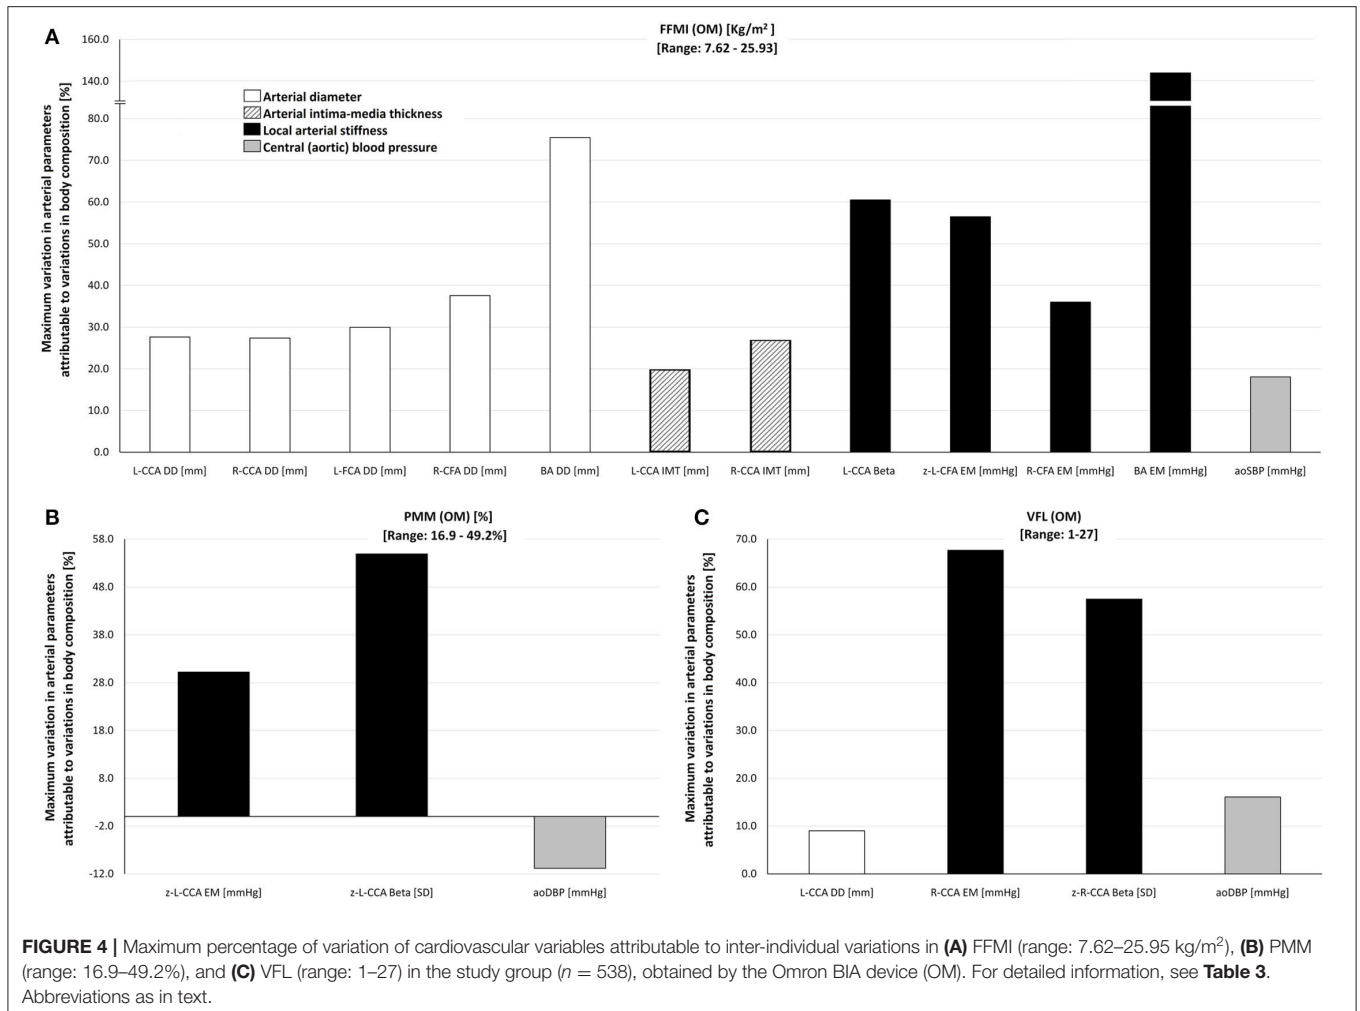 A
FFMI (OM) [Kg/m²]
[Range: 7.62 - 25.93]
Maximum variation in arterial parameters
attributable to variations in body composition [%]
160.0
140.0
80.0
70.0
60.0
50.0
40.0
30.0
20.0
10.0
0.0
Arterial diameter
Arterial intima-media thickness
Local arterial stiffness
Central (aortic) blood pressure
L-CCA DD [mm] R-CCA DD [mm] L-FCA DD [mm] R-CFA DD [mm] BA DD [mm] L-CCA IMT [mm] R-CCA IMT [mm] L-CCA Beta z-L-CFA EM [mmHg] R-CFA EM [mmHg] BA EM [mmHg] aoSBP [mmHg]
B
PMM (OM) [%]
[Range: 16.9 - 49.2%]
Maximum variation in arterial parameters
attributable to variations in body composition [%]
58.0
48.0
38.0
28.0
18.0
8.0
-2.0
-12.0
z-L-CCA EM [mmHg] z-L-CCA Beta [SD] aoDBP [mmHg]
C
VFL (OM)
[Range: 1-27]
Maximum variation in arterial parameters
attributable to variations in body composition [%]
70.0
60.0
50.0
40.0
30.0
20.0
10.0
0.0
L-CCA DD [mm] R-CCA EM [mmHg] z-R-CCA Beta [SD] aoDBP [mmHg]
FIGURE 4 | Maximum percentage of variation of cardiovascular variables attributable to inter-individual variations in (A) FFMI (range: 7.62–25.95 kg/m²), (B) PMM
(range: 16.9–49.2%), and (C) VFL (range: 1–27) in the study group (n = 538), obtained by the Omron BIA device (OM). For detailed information, see Table 3.
Abbreviations as in text.